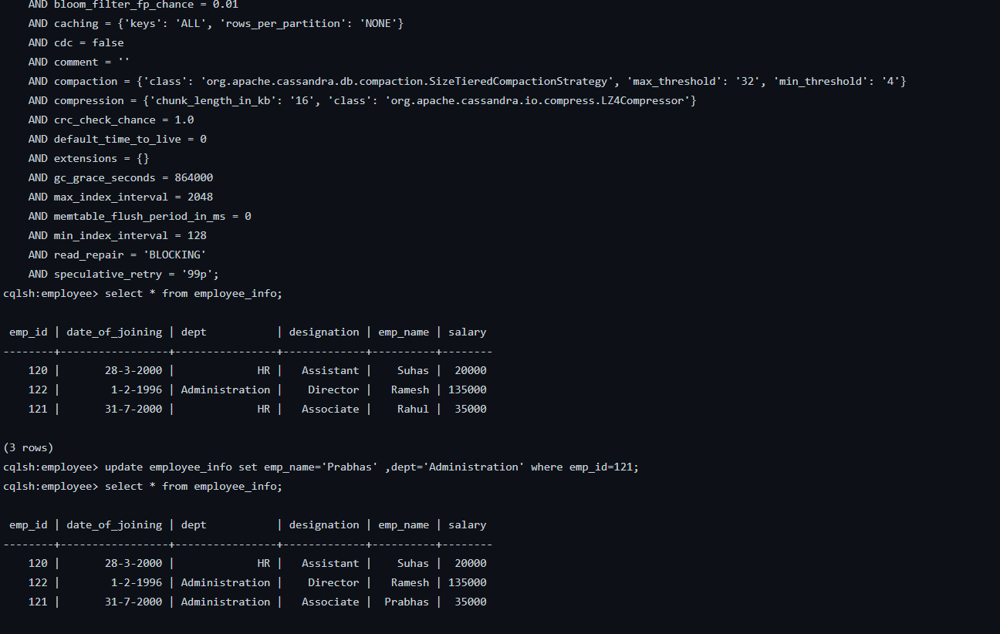 AND bloom_filter_fp_chance = 0.01
    AND caching = {'keys': 'ALL', 'rows_per_partition': 'NONE'}
    AND cdc = false
    AND comment = ''
    AND compaction = {'class': 'org.apache.cassandra.db.compaction.SizeTieredCompactionStrategy', 'max_threshold': '32', 'min_threshold': '4'}
    AND compression = {'chunk_length_in_kb': '16', 'class': 'org.apache.cassandra.io.compress.LZ4Compressor'}
    AND crc_check_chance = 1.0
    AND default_time_to_live = 0
    AND extensions = {}
    AND gc_grace_seconds = 864000
    AND max_index_interval = 2048
    AND memtable_flush_period_in_ms = 0
    AND min_index_interval = 128
    AND read_repair = 'BLOCKING'
    AND speculative_retry = '99p';
cqlsh:employee> select * from employee_info;

 emp_id | date_of_joining | dept           | designation | emp_name | salary
--------+-----------------+----------------+-------------+----------+--------
    120 |       28-3-2000 |             HR |   Assistant |    Suhas |  20000
    122 |        1-2-1996 | Administration |    Director |   Ramesh | 135000
    121 |       31-7-2000 |             HR |   Associate |    Rahul |  35000

(3 rows)
cqlsh:employee> update employee_info set emp_name='Prabhas' ,dept='Administration' where emp_id=121;
cqlsh:employee> select * from employee_info;

 emp_id | date_of_joining | dept           | designation | emp_name | salary
--------+-----------------+----------------+-------------+----------+--------
    120 |       28-3-2000 |             HR |   Assistant |    Suhas |  20000
    122 |        1-2-1996 | Administration |    Director |   Ramesh | 135000
    121 |       31-7-2000 | Administration |   Associate |  Prabhas |  35000